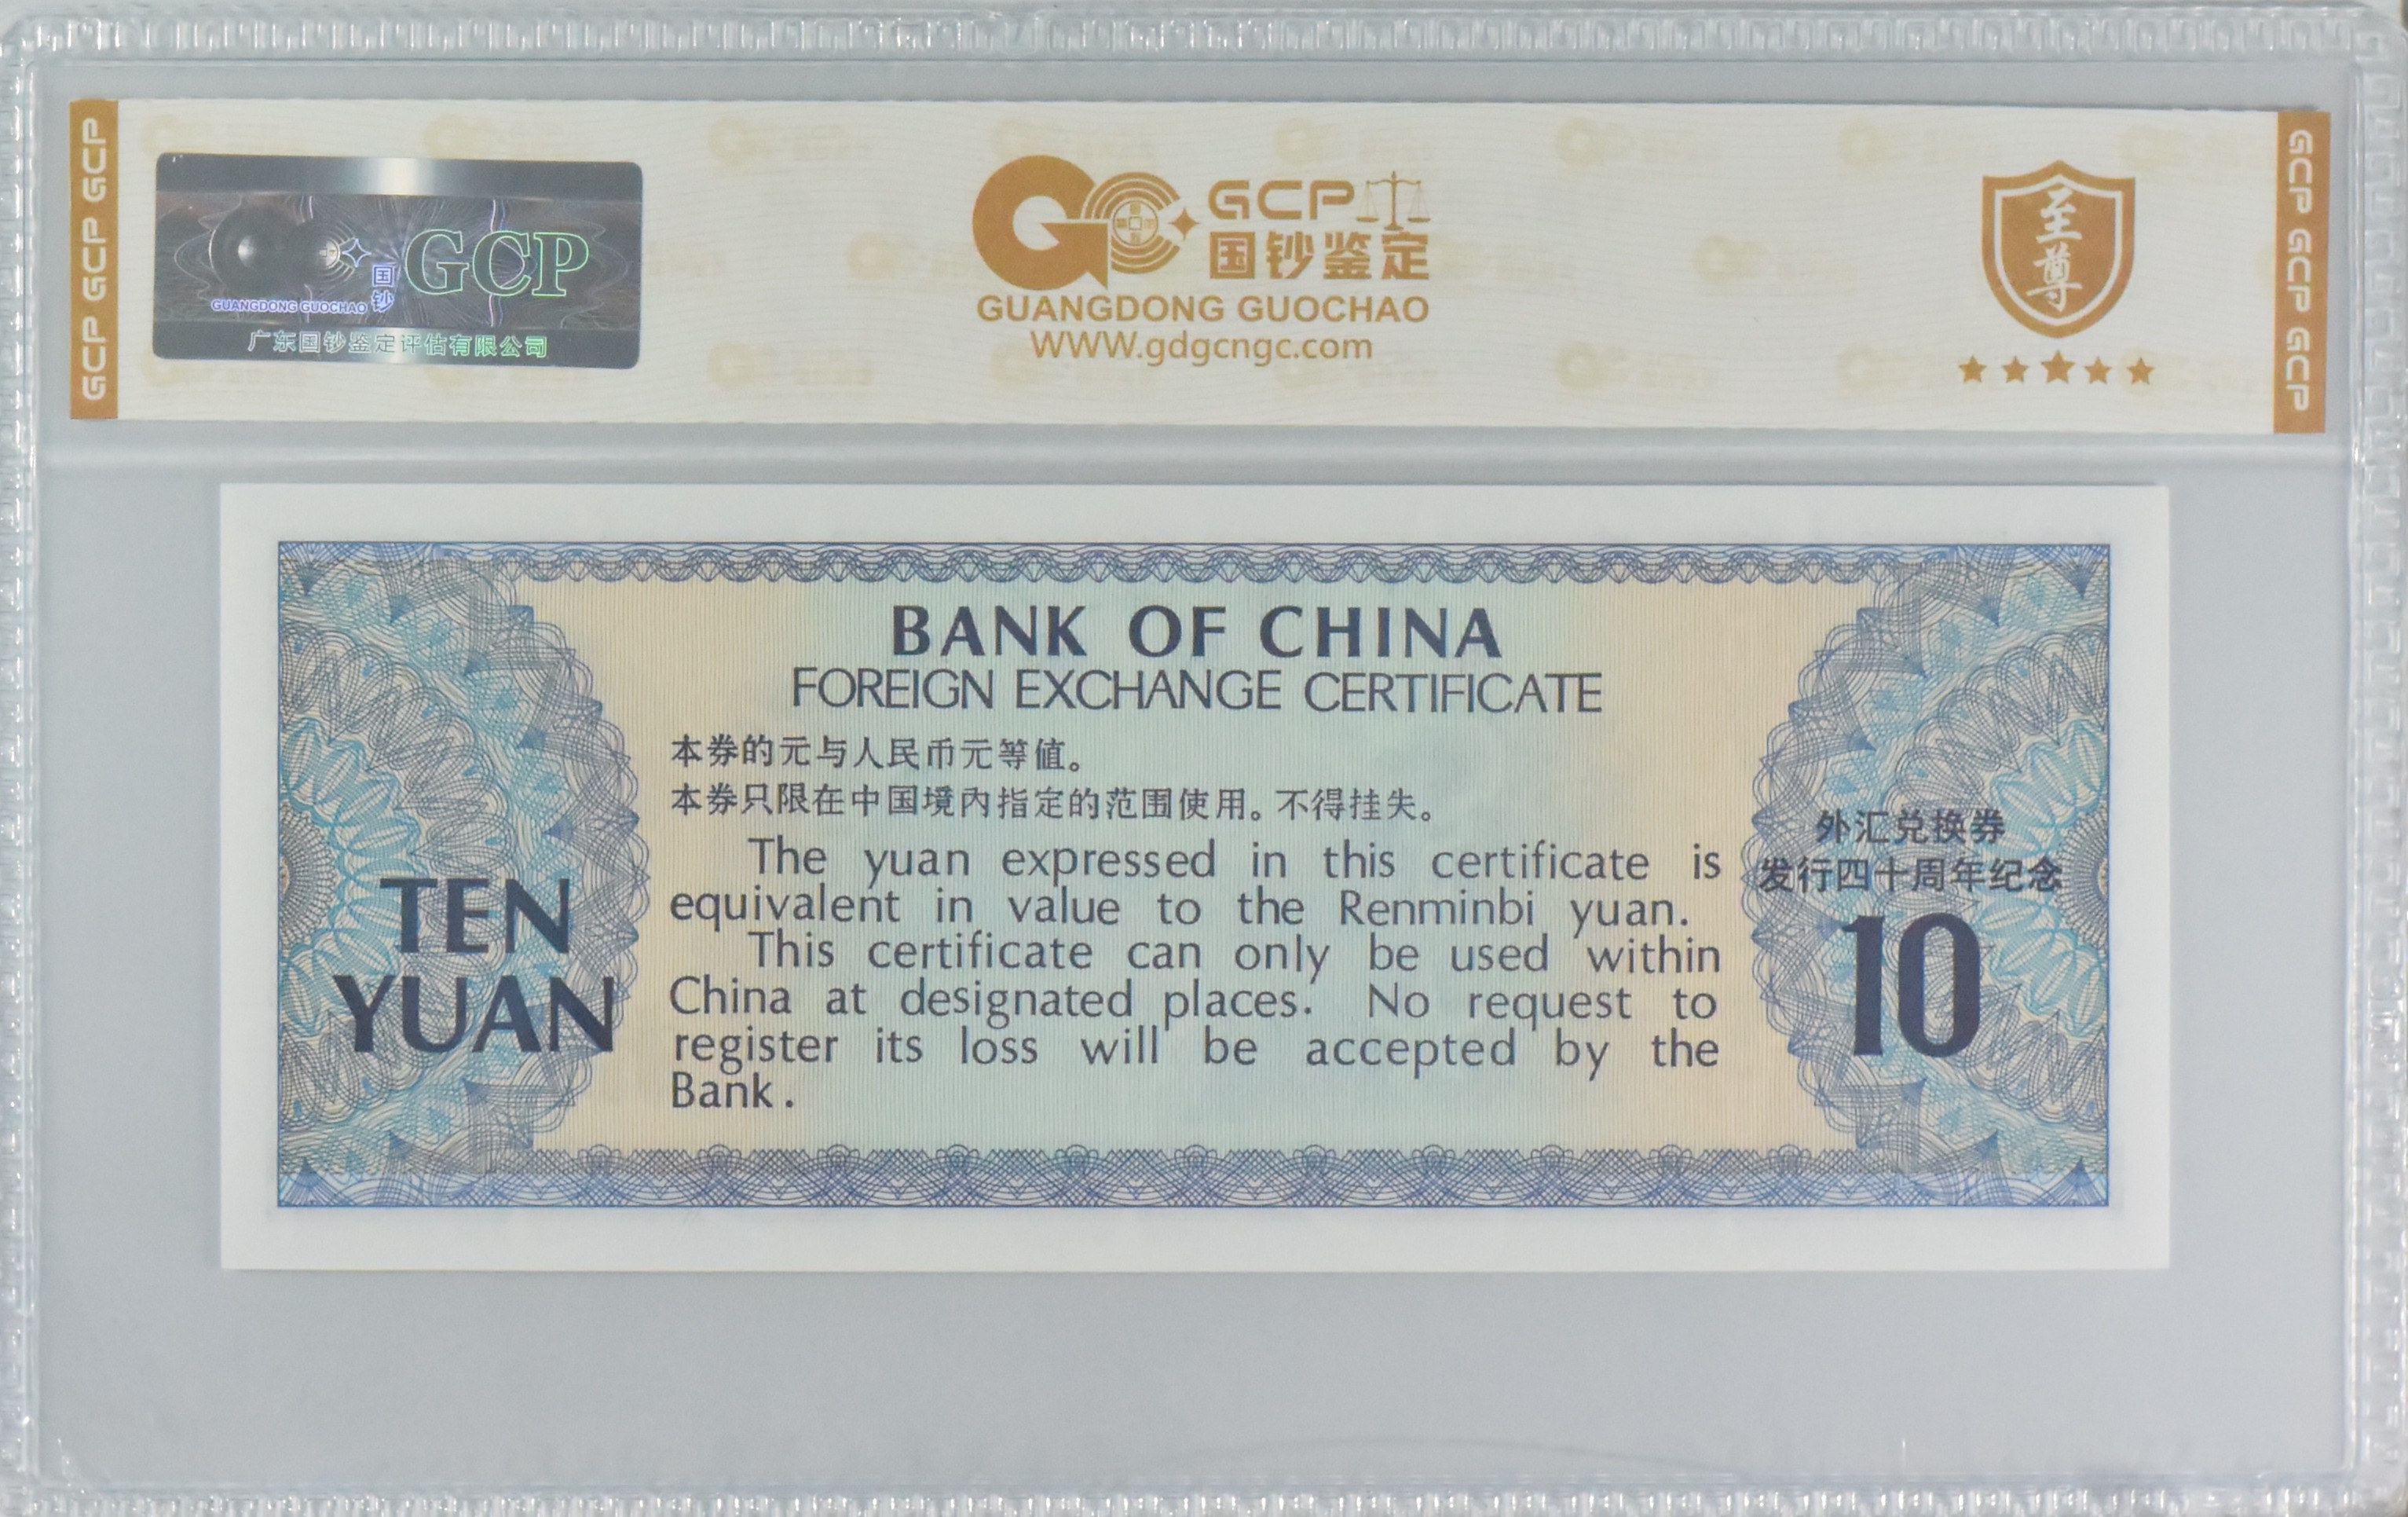 GCP GCP GCP
国钞
GCP
GUANGDONG GUOCHAO
广东国钞鉴定评估有限公司
GCP
国钞鉴定
GUANGDONG GUOCHAO
WWW.gdgcngc.com
至尊
GCP GCP GCP
BANK OF CHINA
FOREIGN EXCHANGE CERTIFICATE
本券的元与人民币元等值。
本券只限在中国境内指定的范围使用。不得挂失。
The yuan expressed in this certificate is
equivalent in value to the Renminbi yuan.
This certificate can only be used within
China at designated places. No request to
register its loss will be accepted by the
Bank.
TEN
YUAN
外汇兑换券
发行四十周年纪念
10